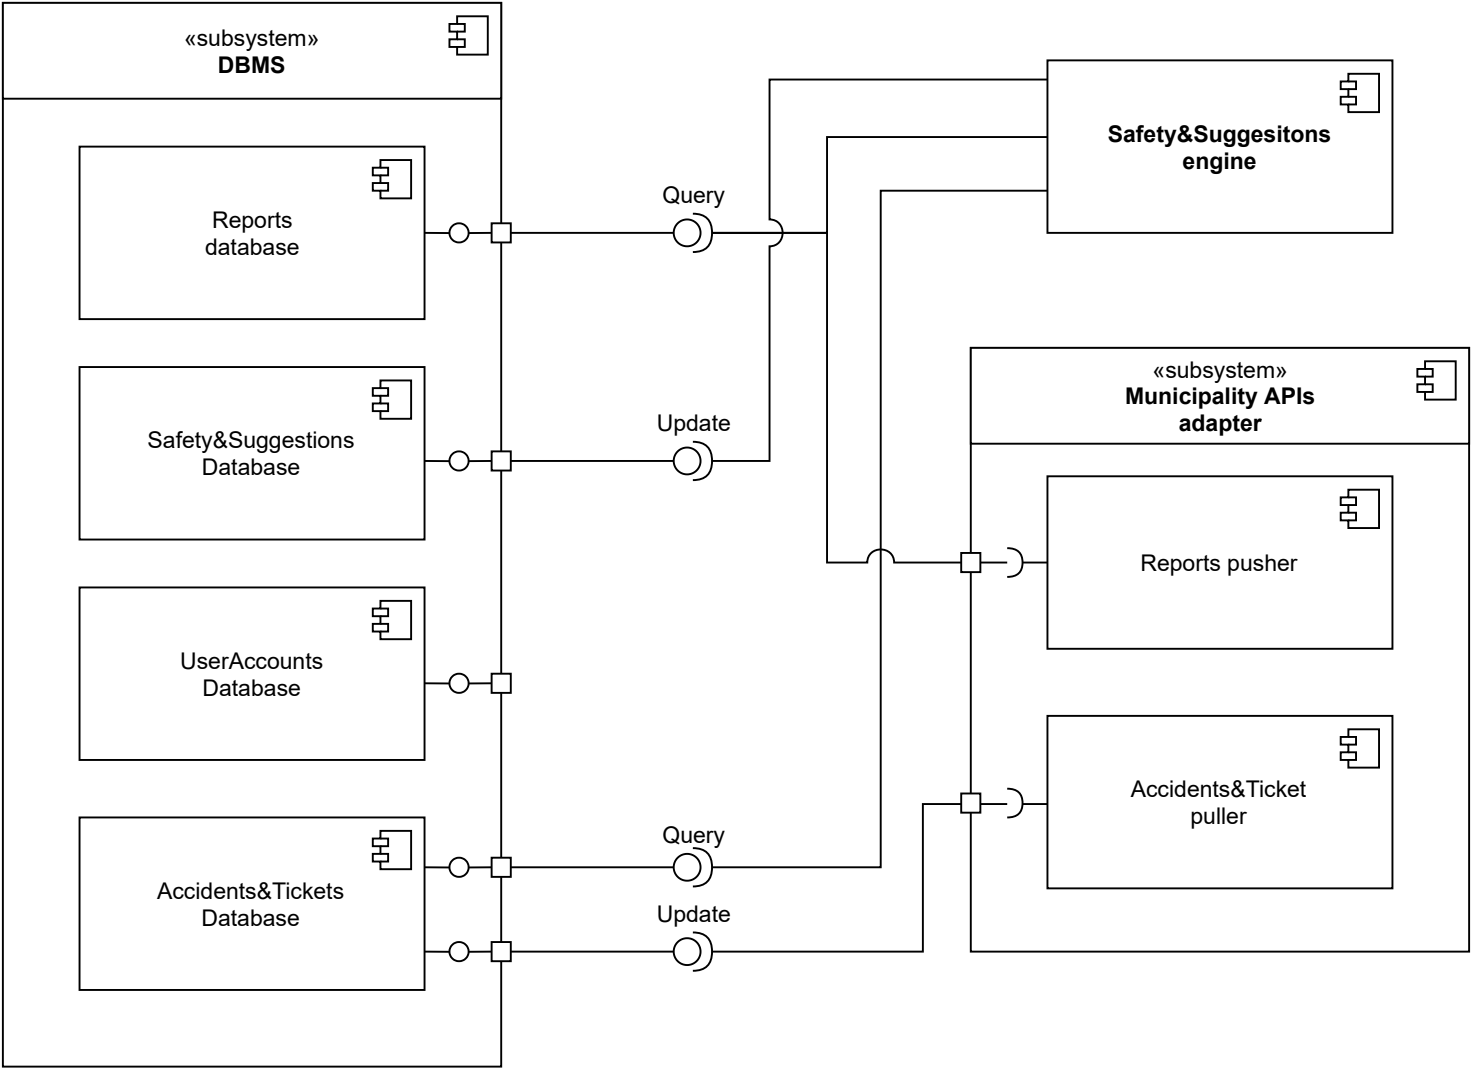 «subsystem»
DBMS
Reports
database
Safety&Suggestions
Database
UserAccounts
Database
Accidents&Tickets
Database
Query
Update
Query
Update
Safety&Suggesitons
engine
«subsystem»
Municipality APIs
adapter
Reports pusher
Accidents&Ticket
puller